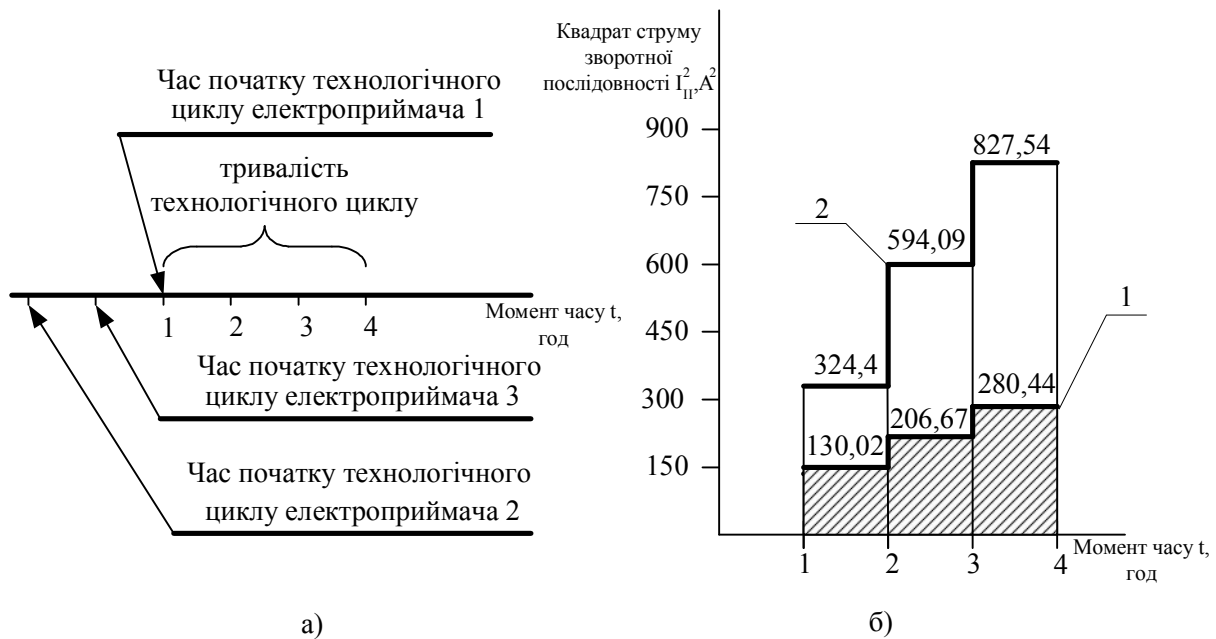 Час початку технологічного
циклу електроприймача 1
тривалість
технологічного циклу
1
2
3
4
Момент часу t,
год
Час початку технологічного
циклу електроприймача 3
Час початку технологічного
циклу електроприймача 2
а)
Квадрат струму
зворотної
послідовності I²II,А²
900
750
600
450
300
150
827,54
2
594,09
1
324,4
280,44
206,67
130,02
1
2
3
4
Момент часу t,
год
б)